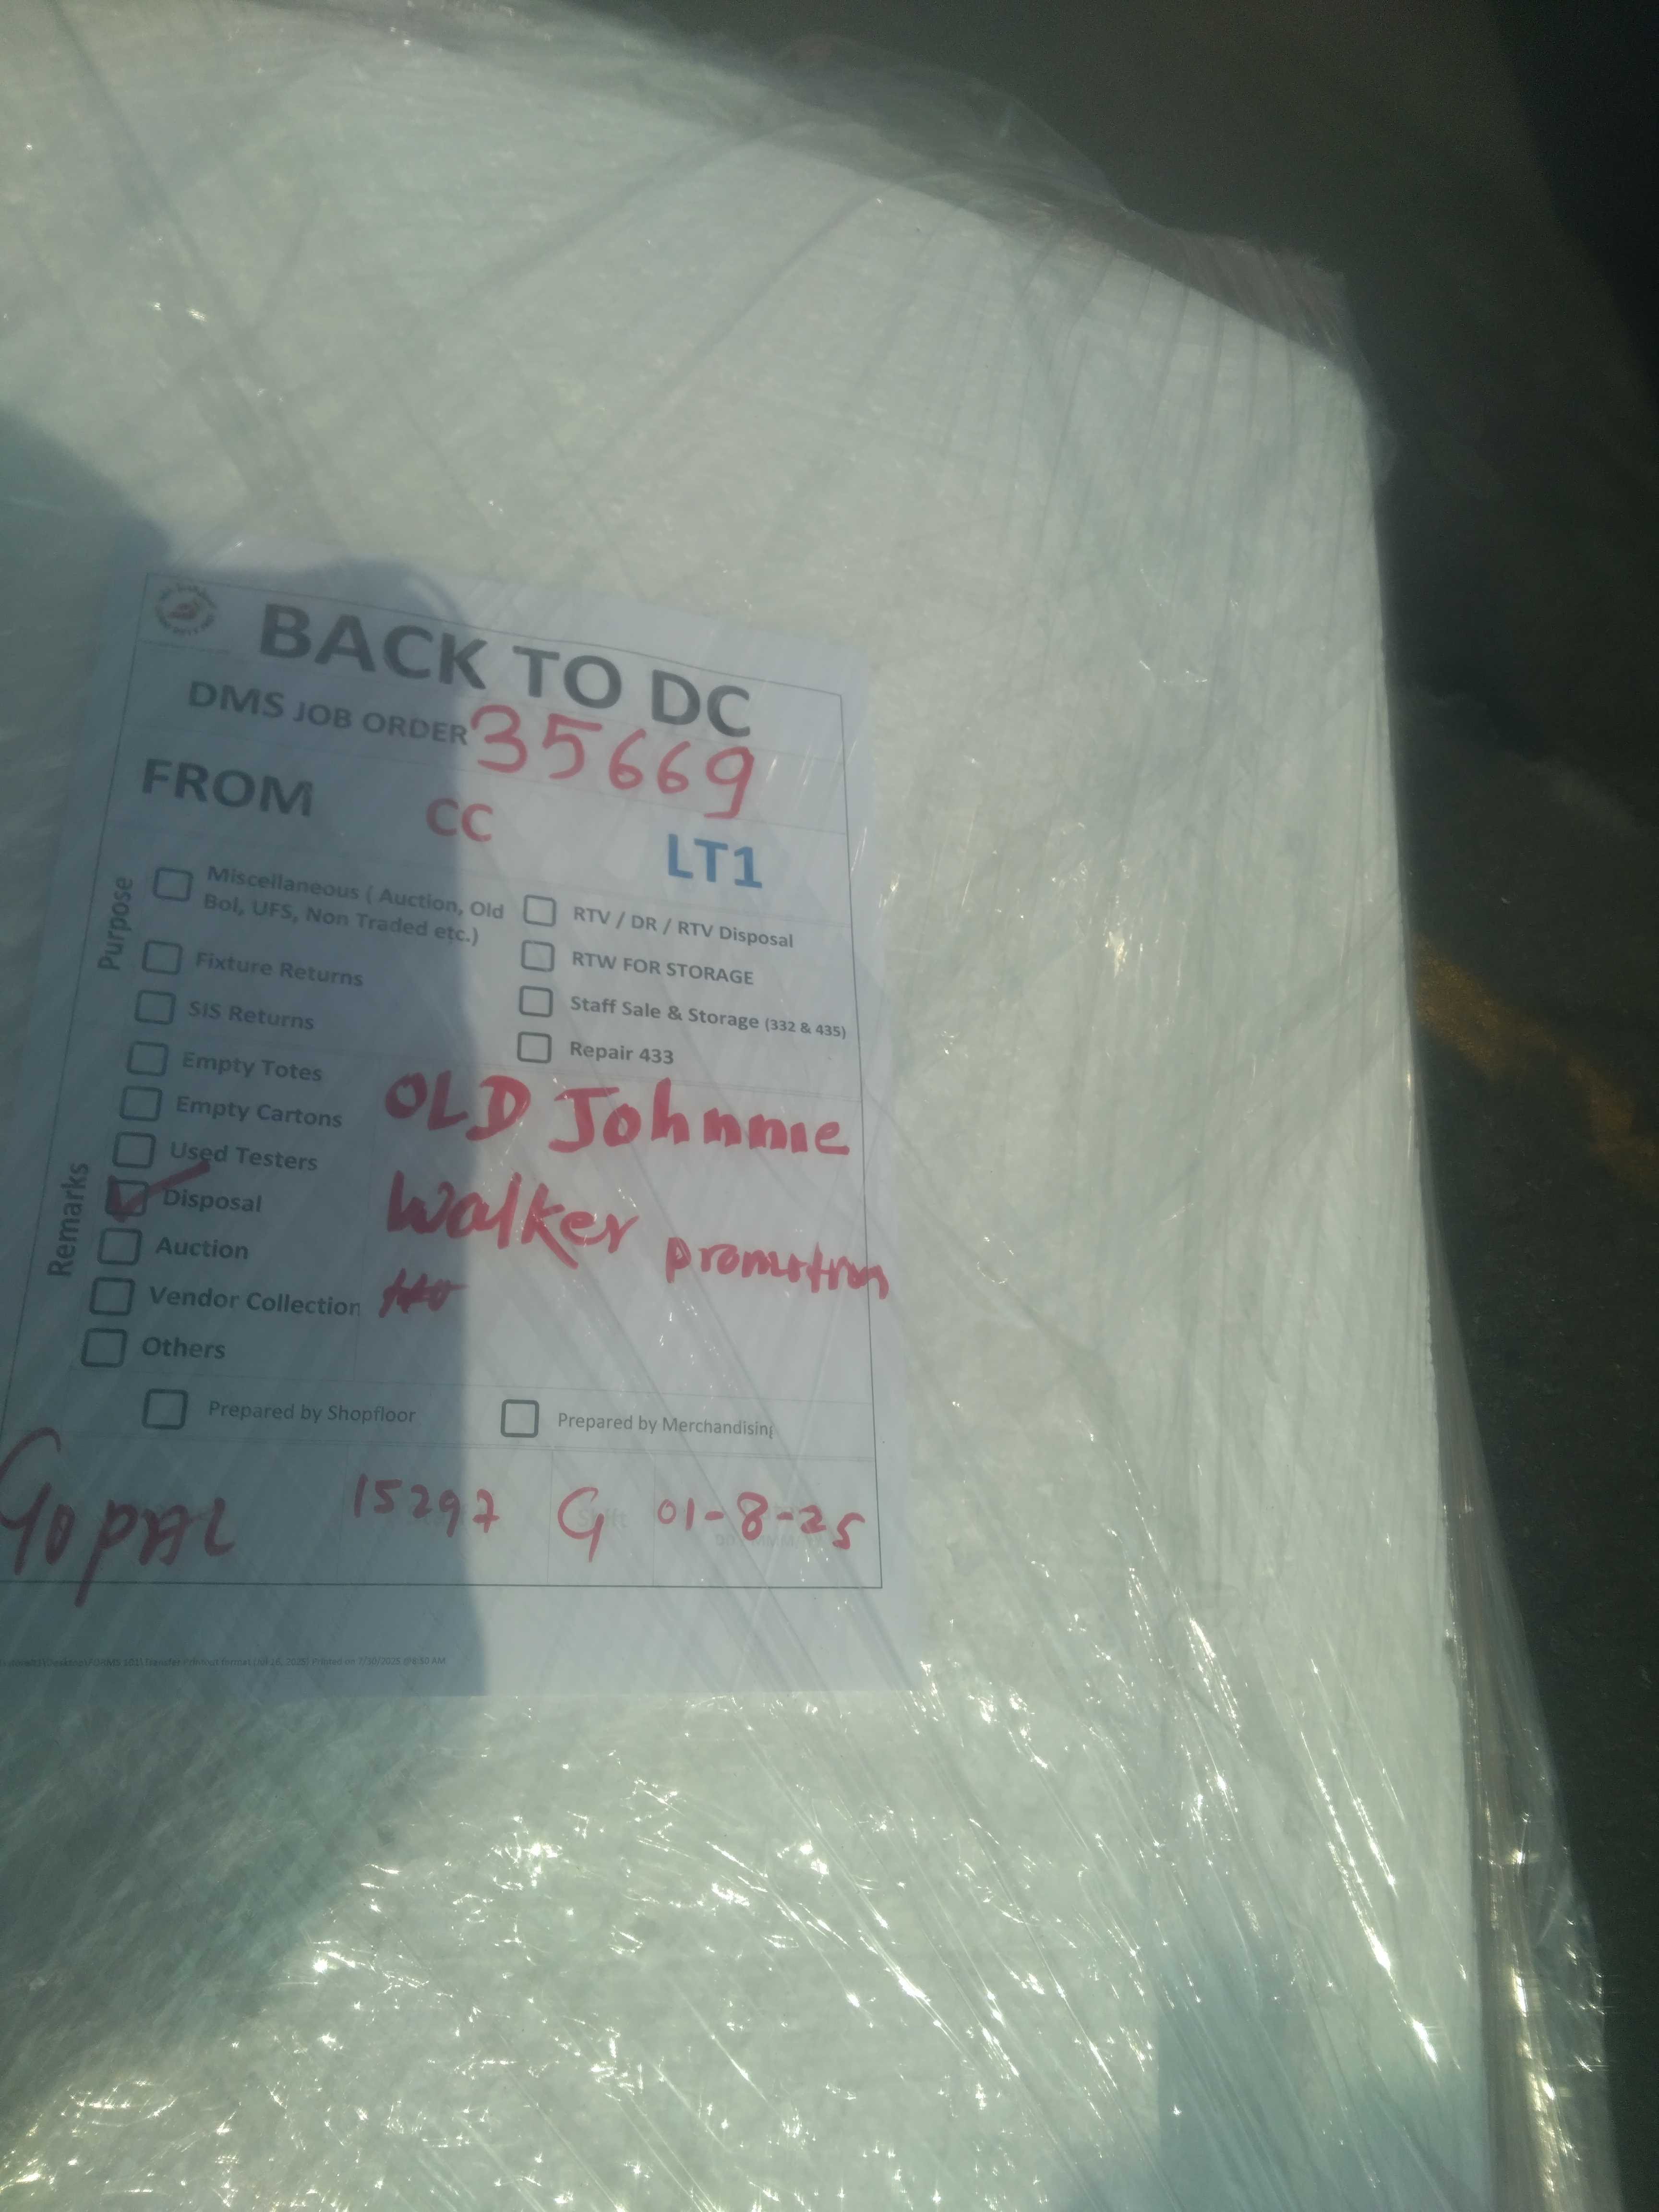 BACK TO DC
DMS JOB ORDER 35669
FROM CC LT1
Purpose
Miscellaneous ( Auction, Old
Bol, UFS, Non Traded etc.)
RTV / DR / RTV Disposal
Fixture Returns
RTW FOR STORAGE
SIS Returns
Staff Sale & Storage (332 & 435)
Empty Totes
Repair 433
Remarks
Empty Cartons
Used Testers
Disposal
Auction
Vendor Collection
Others
OLD Johnnie
Walker promotion
Prepared by Shopfloor
Prepared by Merchandising
GOPAL 15297 G 01-8-25